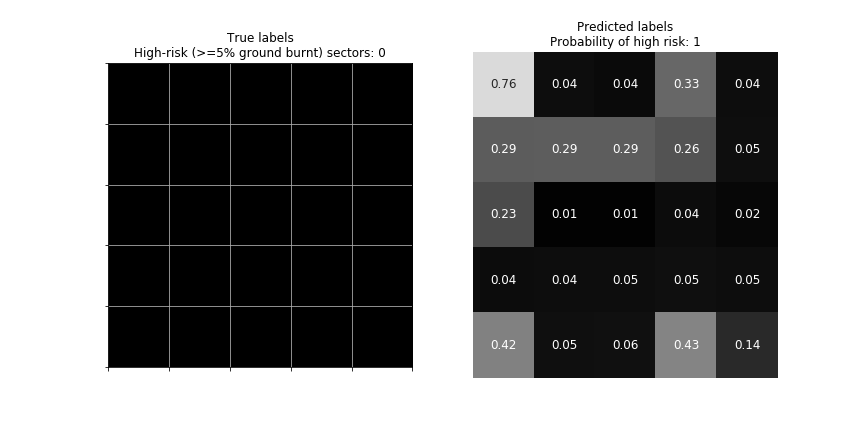 True labels
High-risk (>=5% ground burnt) sectors: 0
Predicted labels
Probability of high risk: 1
0.76 0.04 0.04 0.33 0.04
0.29 0.29 0.29 0.26 0.05
0.23 0.01 0.01 0.04 0.02
0.04 0.04 0.05 0.05 0.05
0.42 0.05 0.06 0.43 0.14